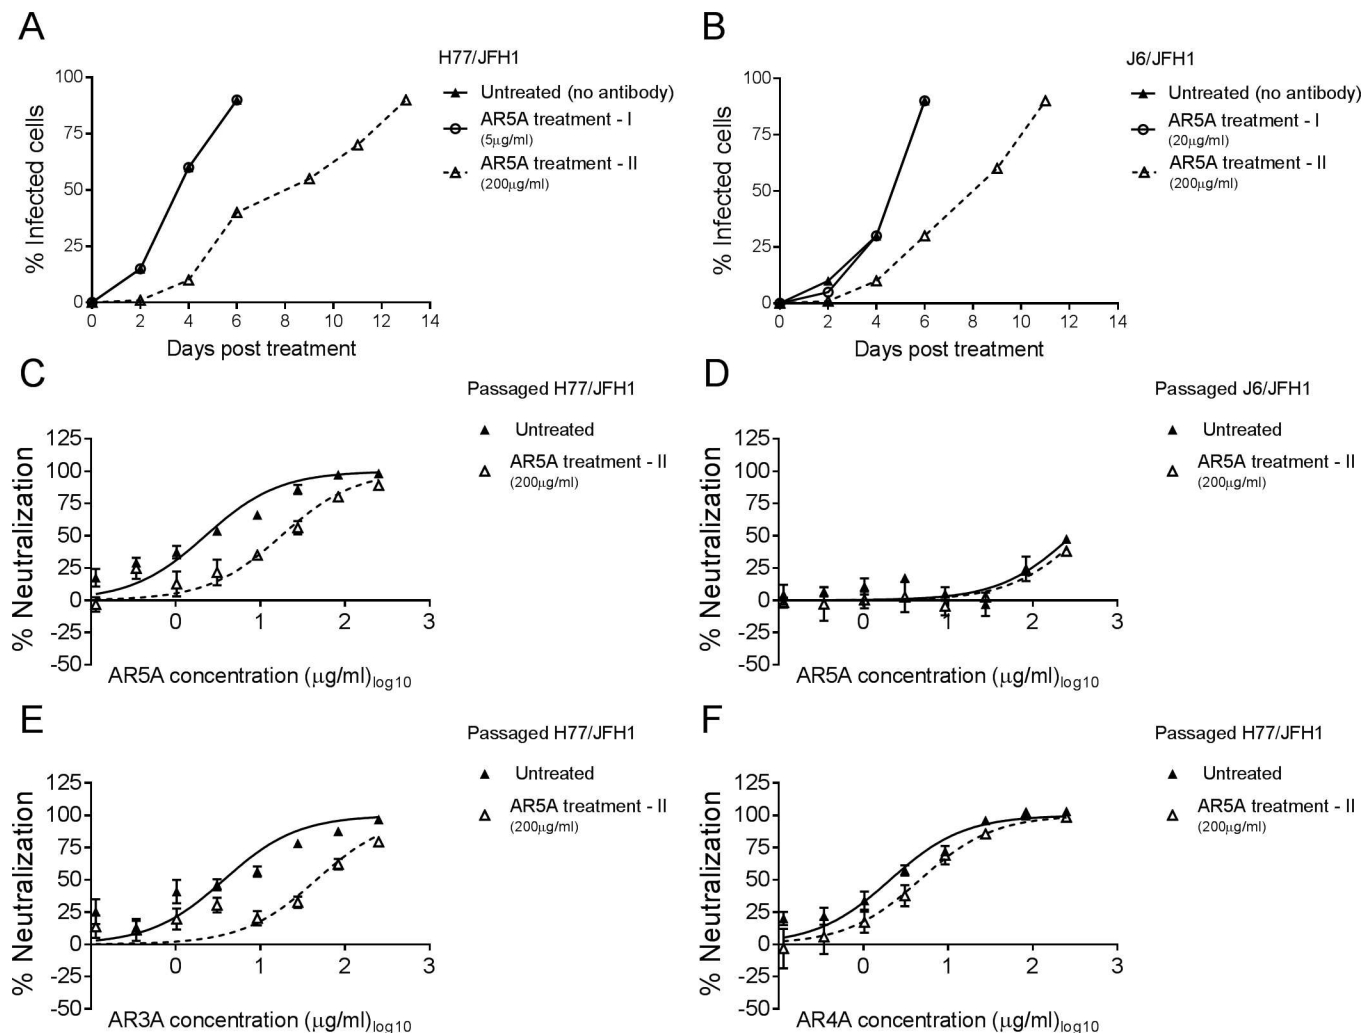 A
H77/JFH1
Untreated (no antibody)
AR5A treatment - I
(5µg/ml)
AR5A treatment - II
(200µg/ml)
% Infected cells
100
75
50
25
0
0 2 4 6 8 10 12 14
Days post treatment
B
J6/JFH1
Untreated (no antibody)
AR5A treatment - I
(20µg/ml)
AR5A treatment - II
(200µg/ml)
% Infected cells
100
75
50
25
0
0 2 4 6 8 10 12 14
Days post treatment
C
Passaged H77/JFH1
Untreated
AR5A treatment - II
(200µg/ml)
% Neutralization
125
100
75
50
25
0
-25
-50
0 1 2 3
AR5A concentration (µg/ml)log10
D
Passaged J6/JFH1
Untreated
AR5A treatment - II
(200µg/ml)
% Neutralization
125
100
75
50
25
0
-25
-50
0 1 2 3
AR5A concentration (µg/ml)log10
E
Passaged H77/JFH1
Untreated
AR5A treatment - II
(200µg/ml)
% Neutralization
125
100
75
50
25
0
-25
-50
0 1 2 3
AR3A concentration (µg/ml)log10
F
Passaged H77/JFH1
Untreated
AR5A treatment - II
(200µg/ml)
% Neutralization
125
100
75
50
25
0
-25
-50
0 1 2 3
AR4A concentration (µg/ml)log10